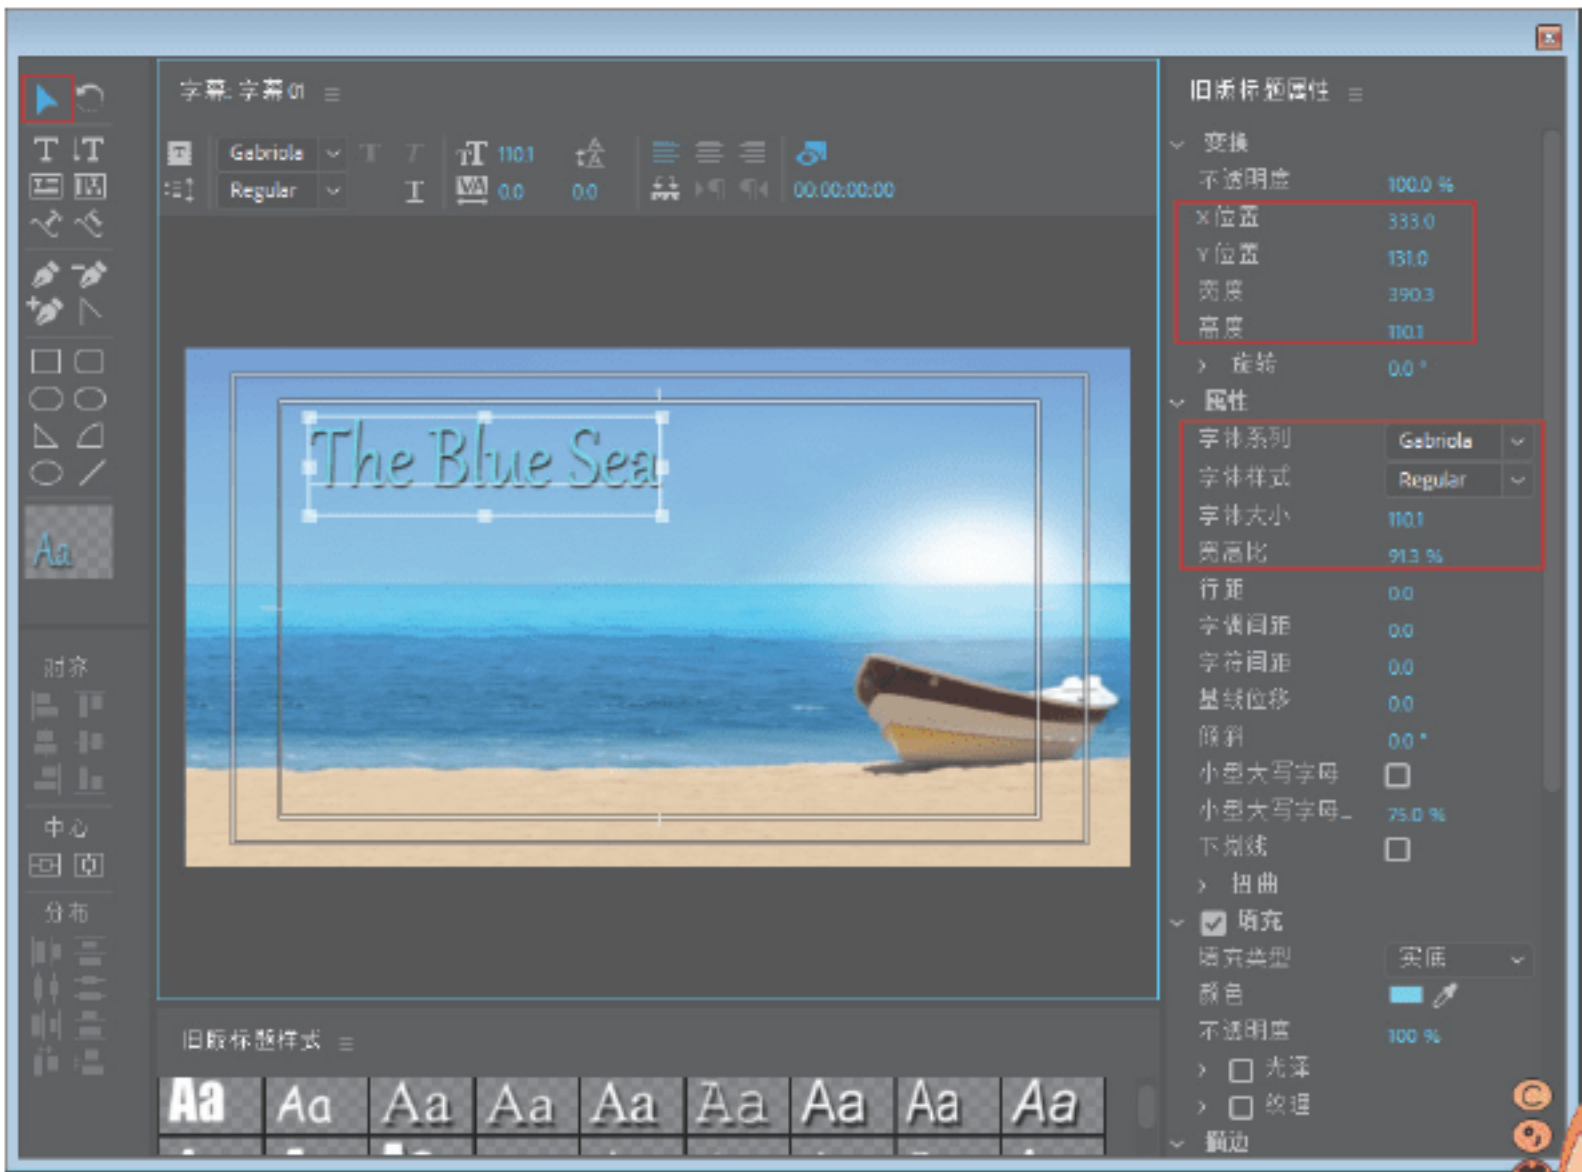 字幕: 字幕 01
Gabriola
110.1
Regular
0.0
0.0
00:00:00:00
The Blue Sea
Aa
对齐
中心
分布
旧版标题样式
Aa Aa Aa Aa Aa Aa Aa Aa Aa
旧版标题属性
变换
不透明度 100.0 %
X 位置 333.0
Y 位置 131.0
宽度 390.3
高度 110.1
旋转 0.0 °
属性
字体系列 Gabriola
字体样式 Regular
字体大小 110.1
宽高比 91.3 %
行距 0.0
字偶间距 0.0
字符间距 0.0
基线位移 0.0
倾斜 0.0 °
小型大写字母
小型大写字母... 75.0 %
下划线
扭曲
填充
填充类型 实底
颜色
不透明度 100 %
光泽
纹理
描边